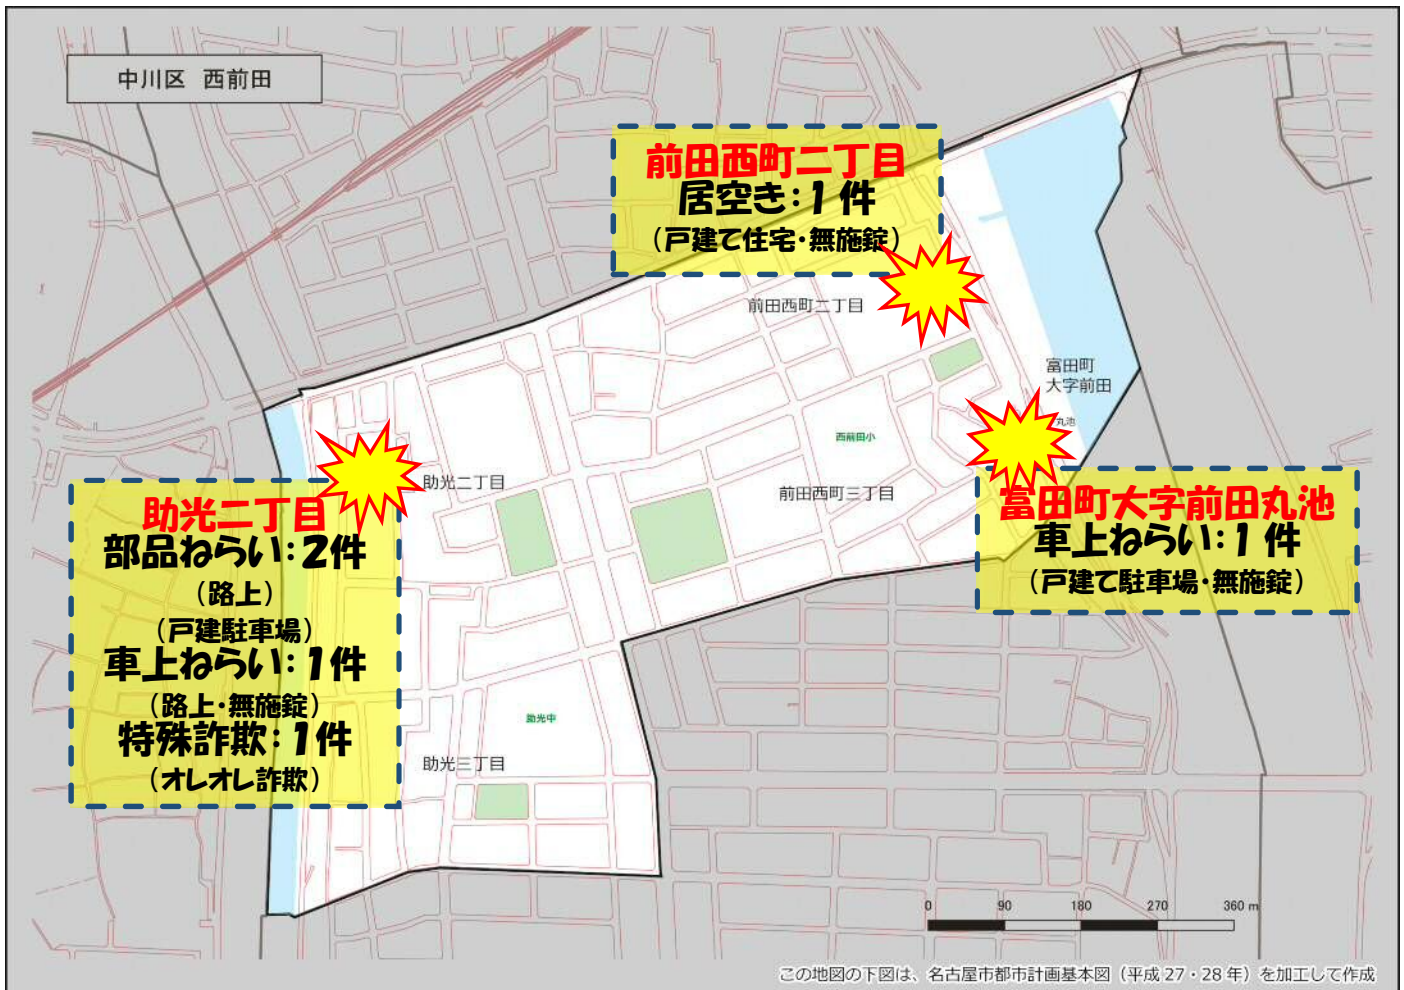 中川区 西前田
前田西町二丁目
居空き:1件
(戸建て住宅・無施錠)
前田西町二丁目
富田町
大字前田
丸池
西前田小
助光二丁目
前田西町三丁目
助光二丁目
部品ねらい:2件
(路上)
(戸建駐車場)
車上ねらい:1件
(路上・無施錠)
特殊詐欺:1件
(オレオレ詐欺)
富田町大字前田丸池
車上ねらい:1件
(戸建て駐車場・無施錠)
助光中
助光三丁目
0 90 180 270 360 m
この地図の下図は、名古屋市都市計画基本図(平成 27・28 年)を加工して作成